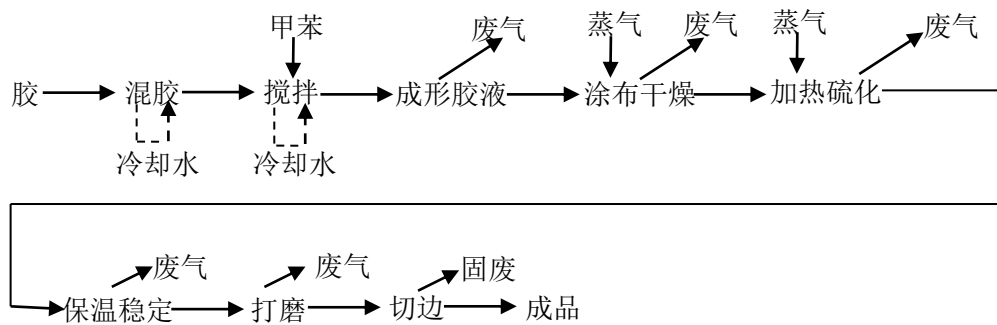 甲苯 废气 蒸气 废气 蒸气 废气
胶 混胶 搅拌 成形胶液 涂布干燥 加热硫化
冷却水 冷却水
废气 废气 固废
保温稳定 打磨 切边 成品